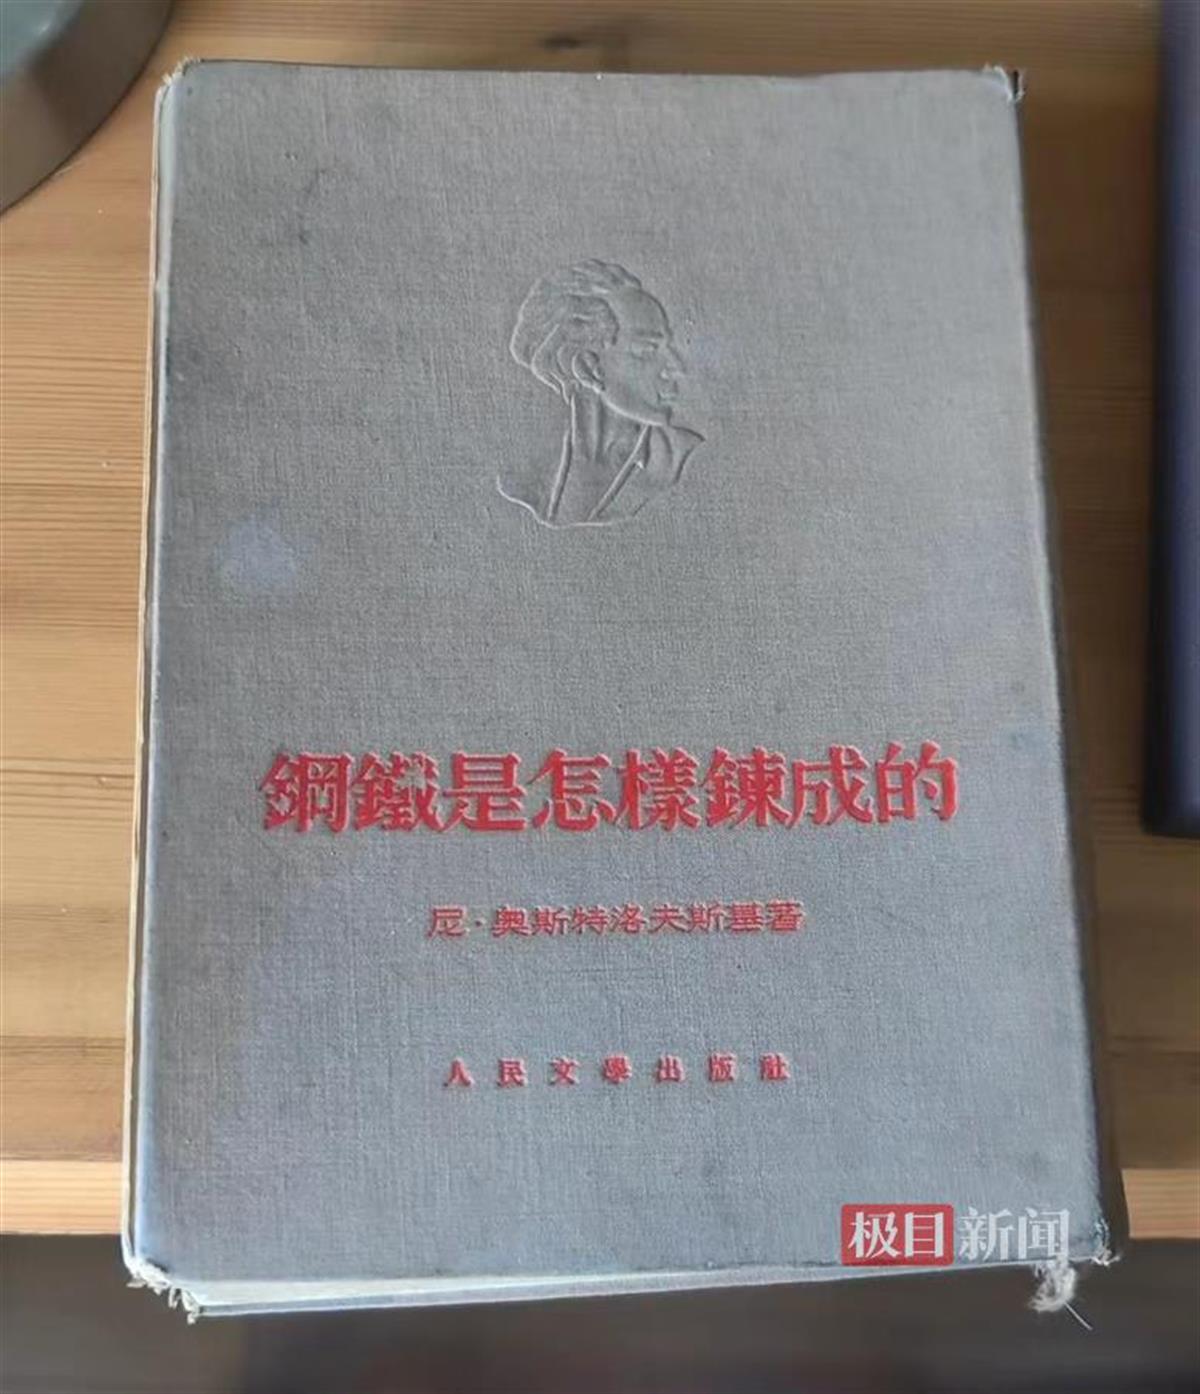 鋼鐵是怎樣鍊成的
尼·奧斯特洛夫斯基著
人民文學出版社
极目新闻